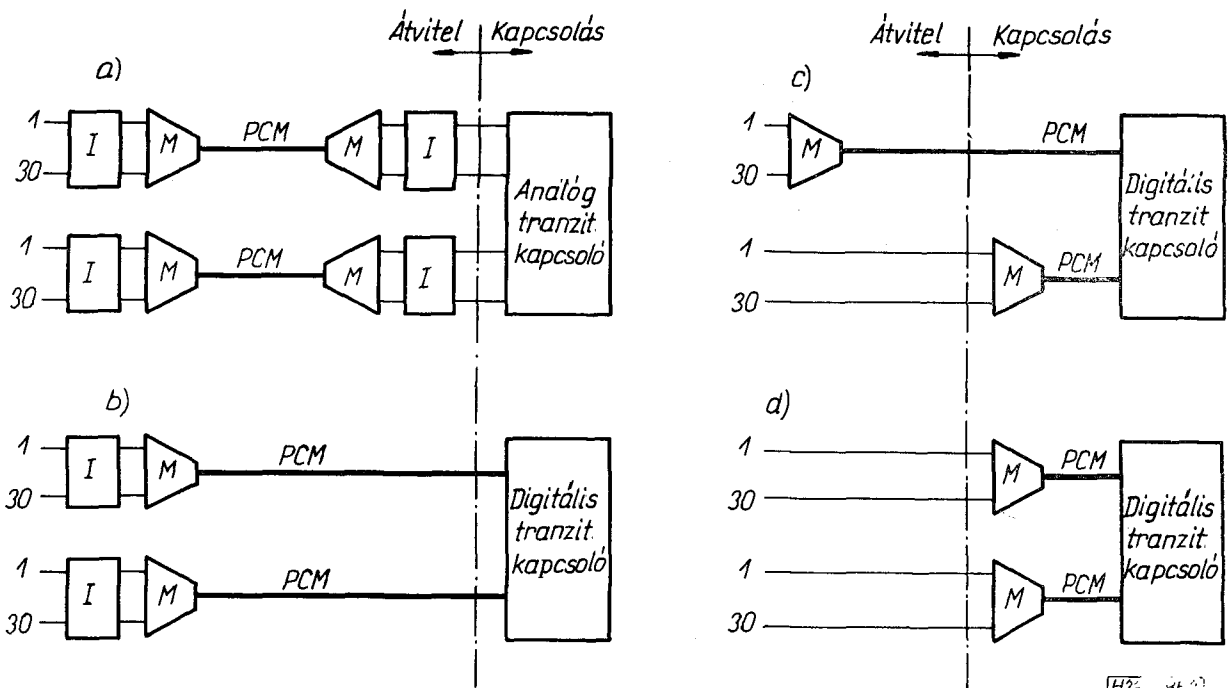 Átvitel Kapcsolás
a)
1
30
I
M
PCM
M
I
1
30
I
M
PCM
M
I
Analóg
tranzit.
kapcsoló
b)
1
30
I
M
PCM
1
30
I
M
PCM
Digitális
tranzit.
kapcsoló
Átvitel Kapcsolás
c)
1
30
M
PCM
1
30
M
PCM
Digitális
tranzit
kapcsoló
d)
1
30
M
PCM
1
30
M
PCM
Digitális
tranzit.
kapcsoló